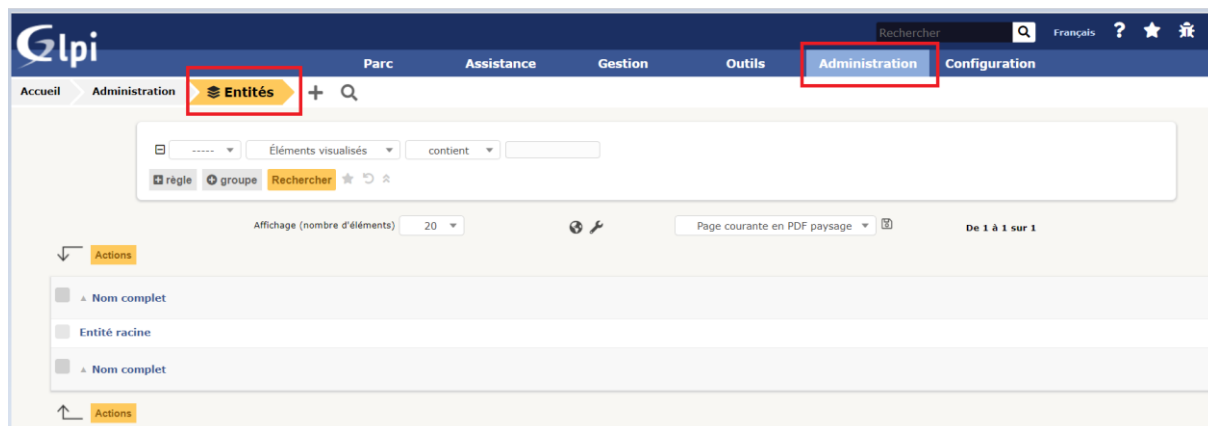 Glpi
Rechercher Français ?
Parc Assistance Gestion Outils Administration Configuration
Accueil Administration Entités +
----- Éléments visualisés contient
règle groupe Rechercher
Affichage (nombre d'éléments) 20 Page courante en PDF paysage De 1 à 1 sur 1
Actions
Nom complet
Entité racine
Nom complet
Actions